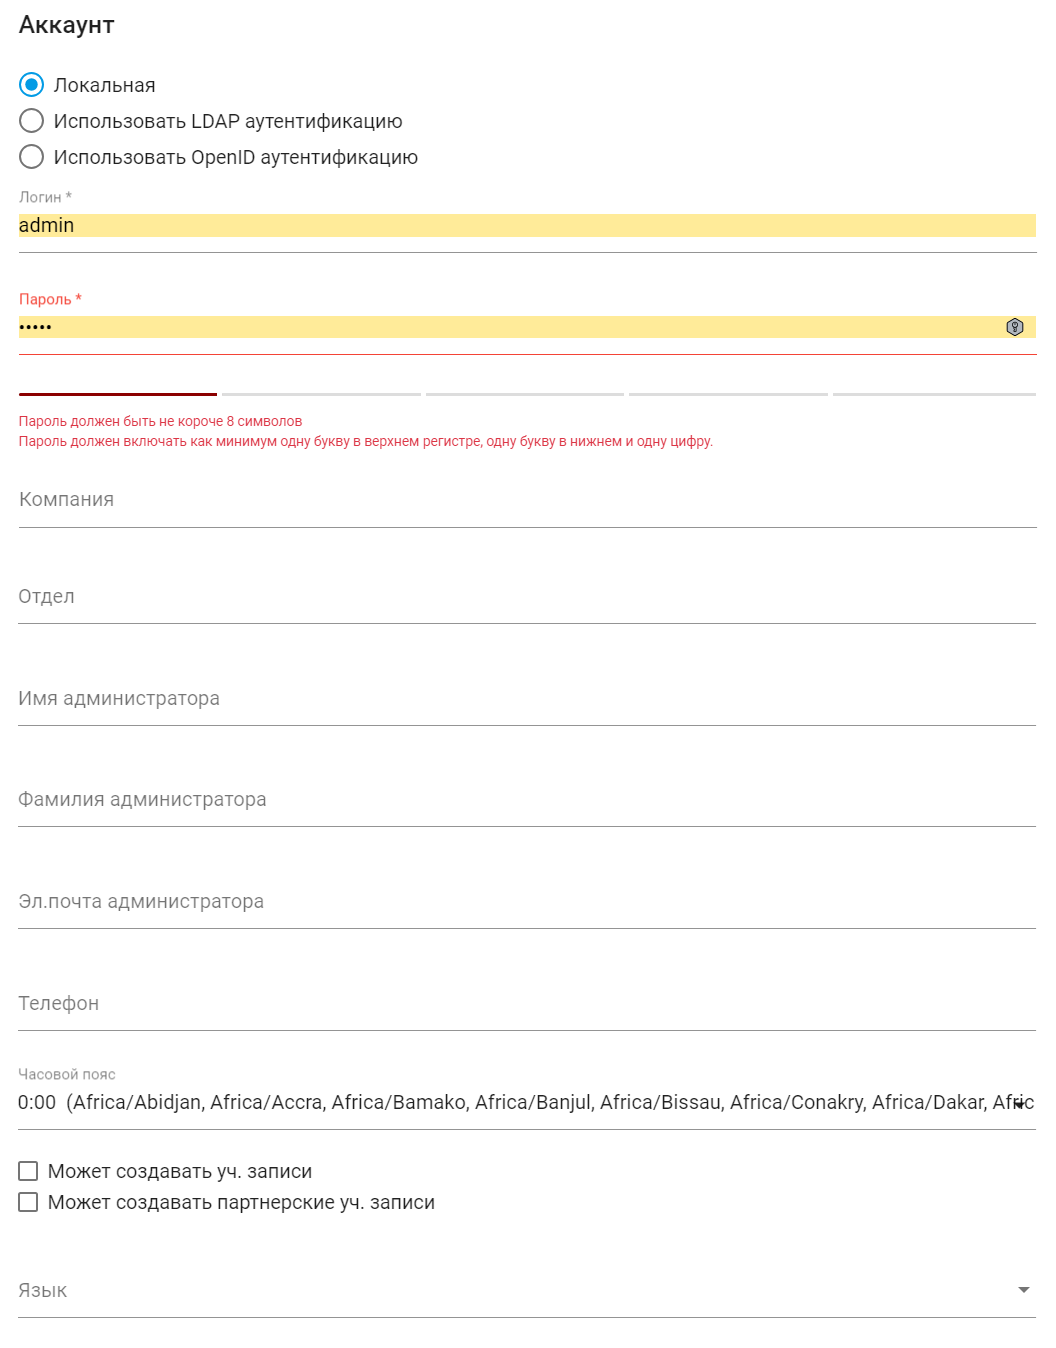 Аккаунт
Локальная
Использовать LDAP аутентификацию
Использовать OpenID аутентификацию
Логин *
admin
Пароль *
•••••
Пароль должен быть не короче 8 символов
Пароль должен включать как минимум одну букву в верхнем регистре, одну букву в нижнем и одну цифру.
Компания
Отдел
Имя администратора
Фамилия администратора
Эл.почта администратора
Телефон
Часовой пояс
0:00 (Africa/Abidjan, Africa/Accra, Africa/Bamako, Africa/Banjul, Africa/Bissau, Africa/Conakry, Africa/Dakar, Afric
Может создавать уч. записи
Может создавать партнерские уч. записи
Язык